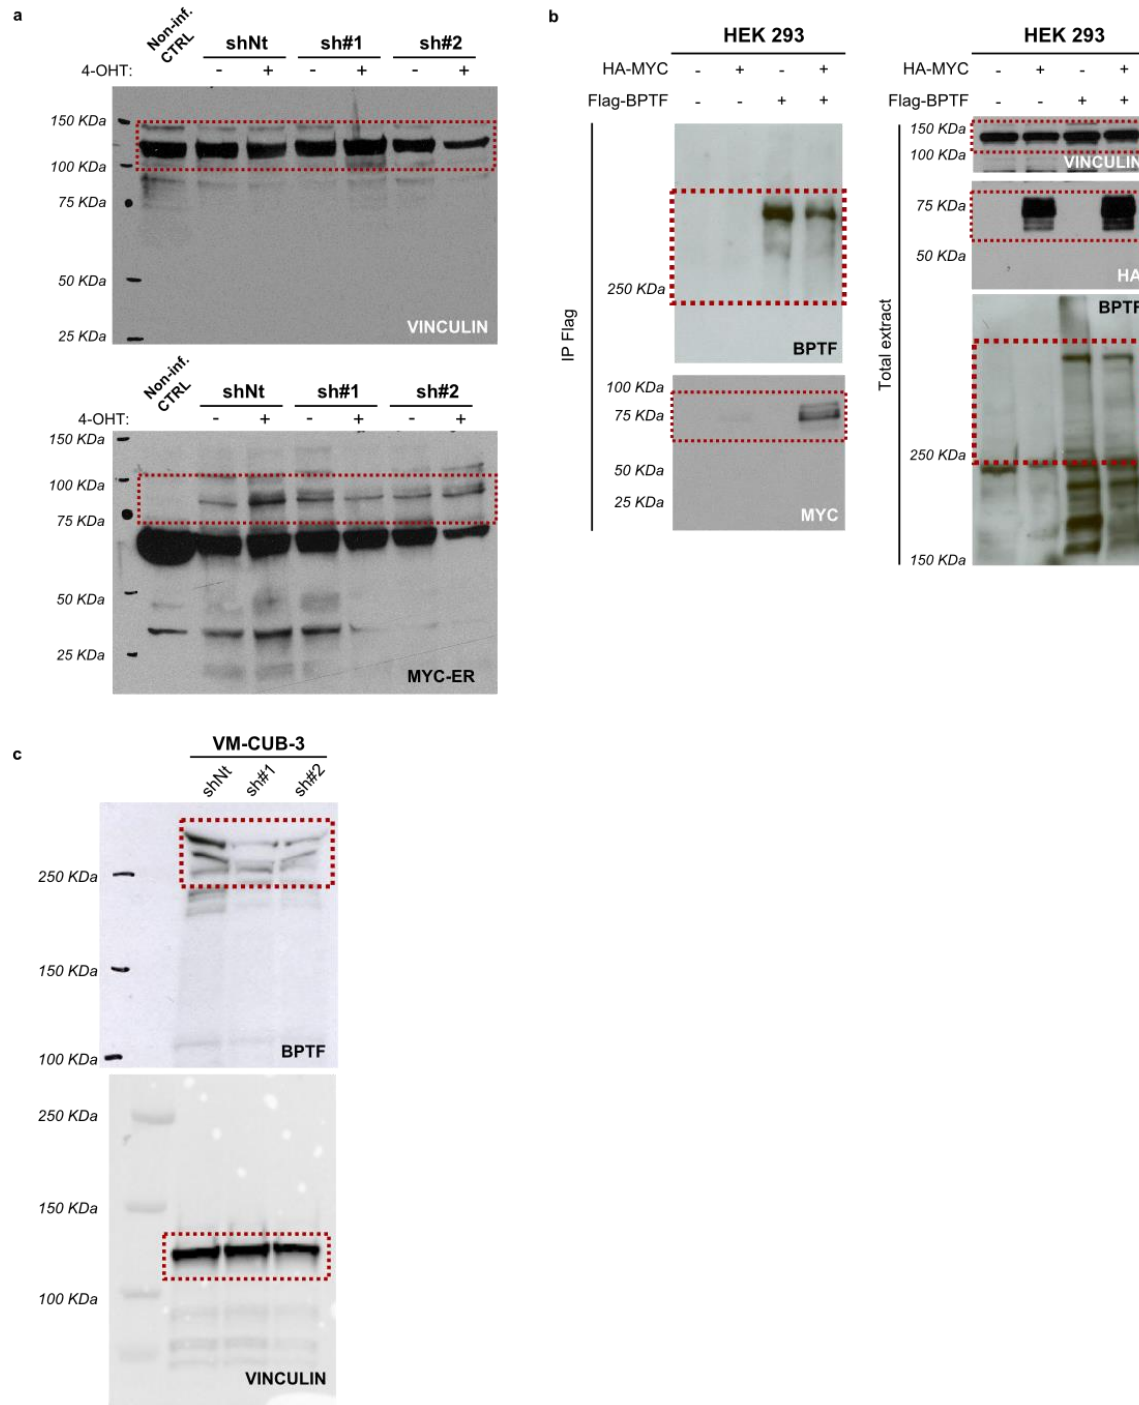 a
Non-inf.
CTRL
shNt sh#1 sh#2
4-OHT: - + - + - +
150 KDa
100 KDa
75 KDa
50 KDa
25 KDa
VINCULIN
Non-inf.
CTRL
shNt sh#1 sh#2
4-OHT: - + - + - +
150 KDa
100 KDa
75 KDa
50 KDa
25 KDa
MYC-ER
b
HEK 293
HA-MYC - + - +
Flag-BPTF - - + +
IP Flag
250 KDa
BPTF
100 KDa
75 KDa
50 KDa
25 KDa
MYC
HEK 293
HA-MYC - + - +
Flag-BPTF - - + +
Total extract
150 KDa
100 KDa
VINCULIN
75 KDa
50 KDa
HA
BPTF
250 KDa
150 KDa
c
VM-CUB-3
shNt sh#1 sh#2
250 KDa
150 KDa
100 KDa
BPTF
250 KDa
150 KDa
100 KDa
VINCULIN